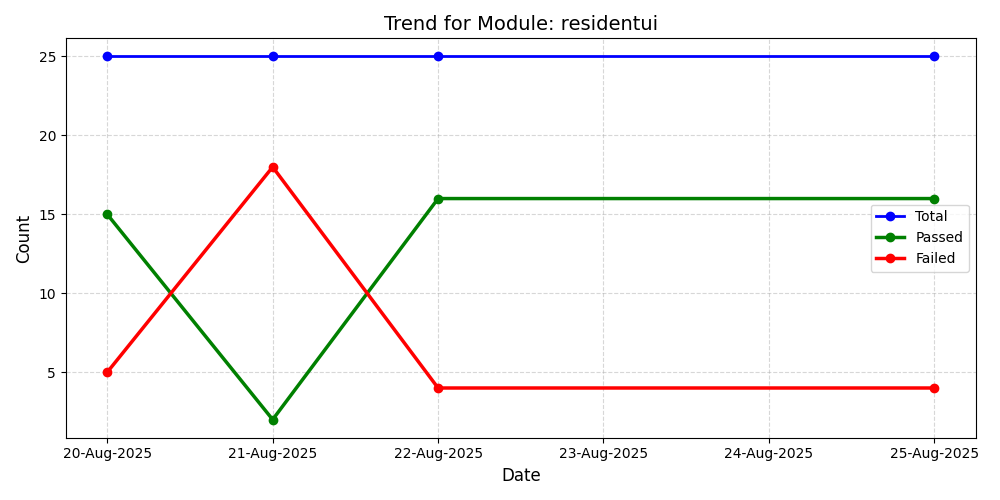 Trend for Module: residentui
Count
25
20
15
10
5
Total
Passed
Failed
20-Aug-2025 21-Aug-2025 22-Aug-2025 23-Aug-2025 24-Aug-2025 25-Aug-2025
Date